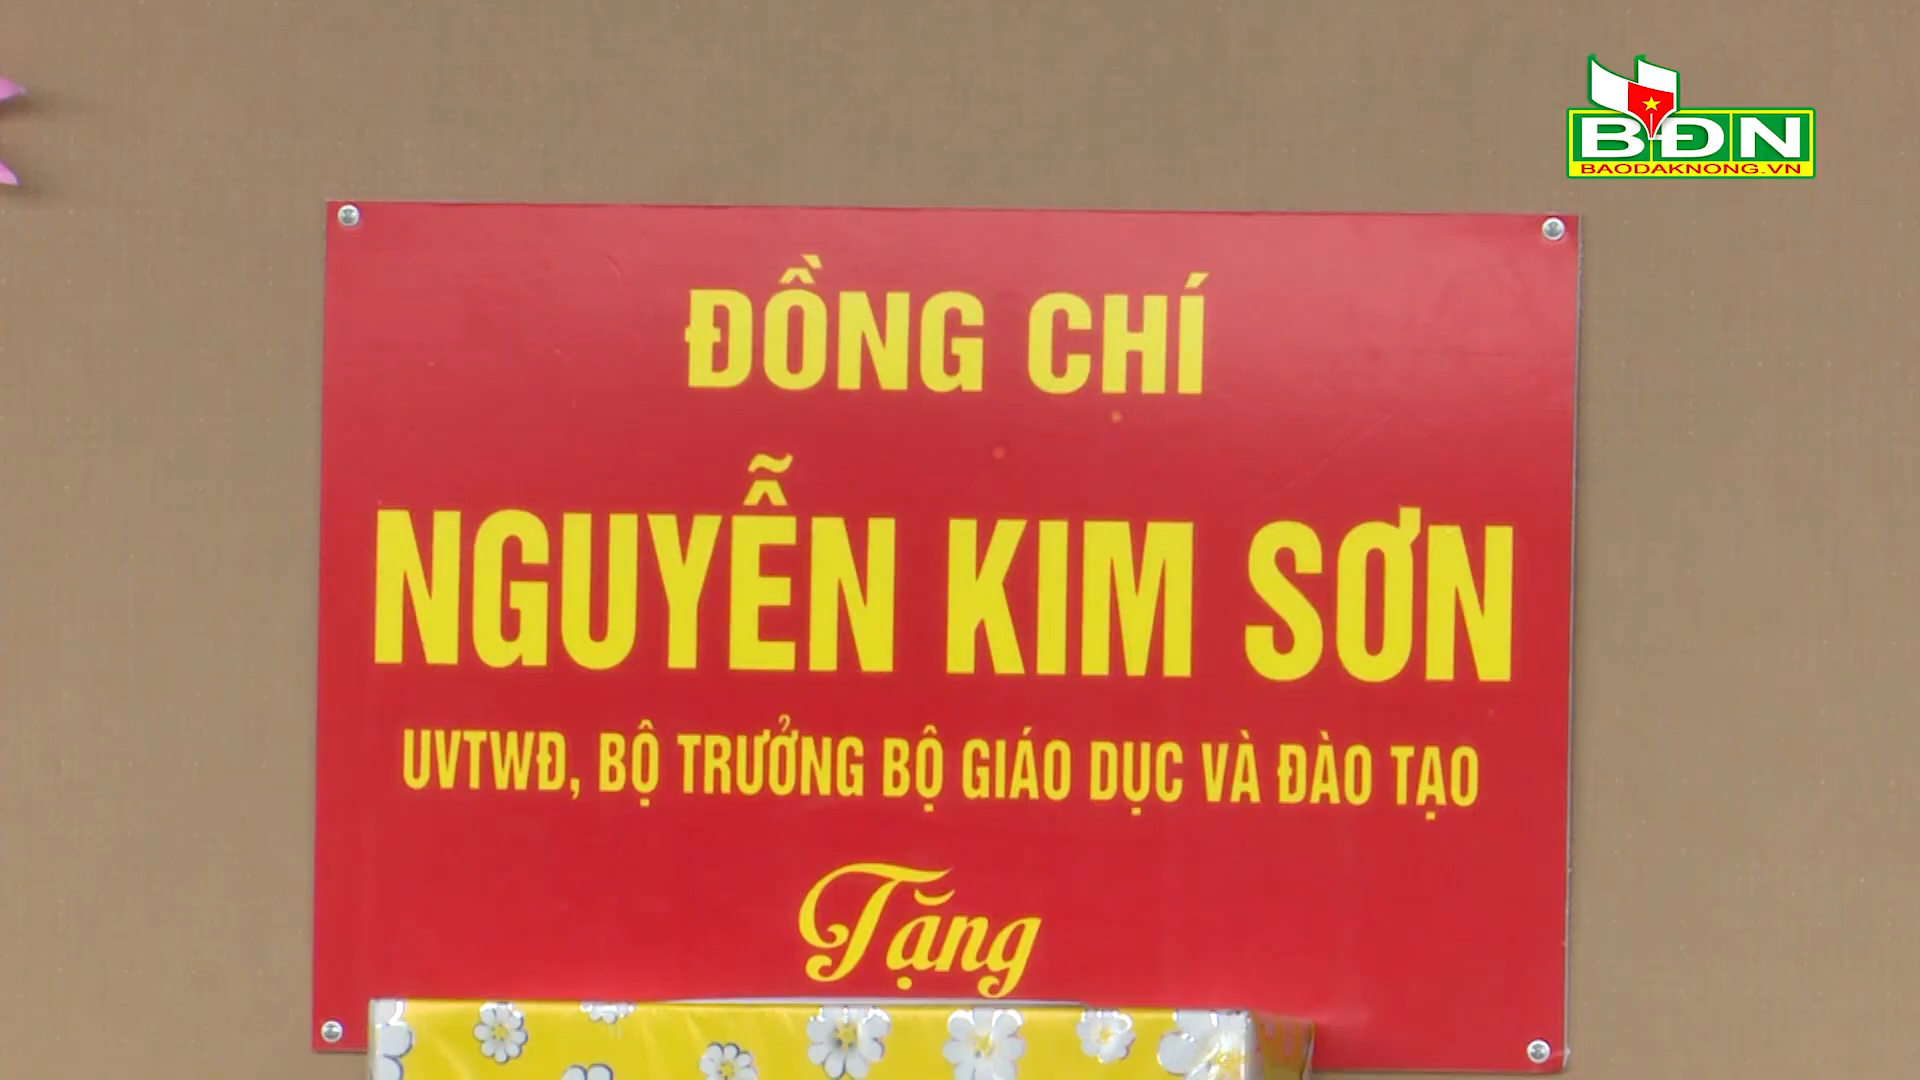 BĐN
BAODAKNONG.VN
ĐỒNG CHÍ
NGUYỄN KIM SƠN
UVTWĐ, BỘ TRƯỞNG BỘ GIÁO DỤC VÀ ĐÀO TẠO
Tặng